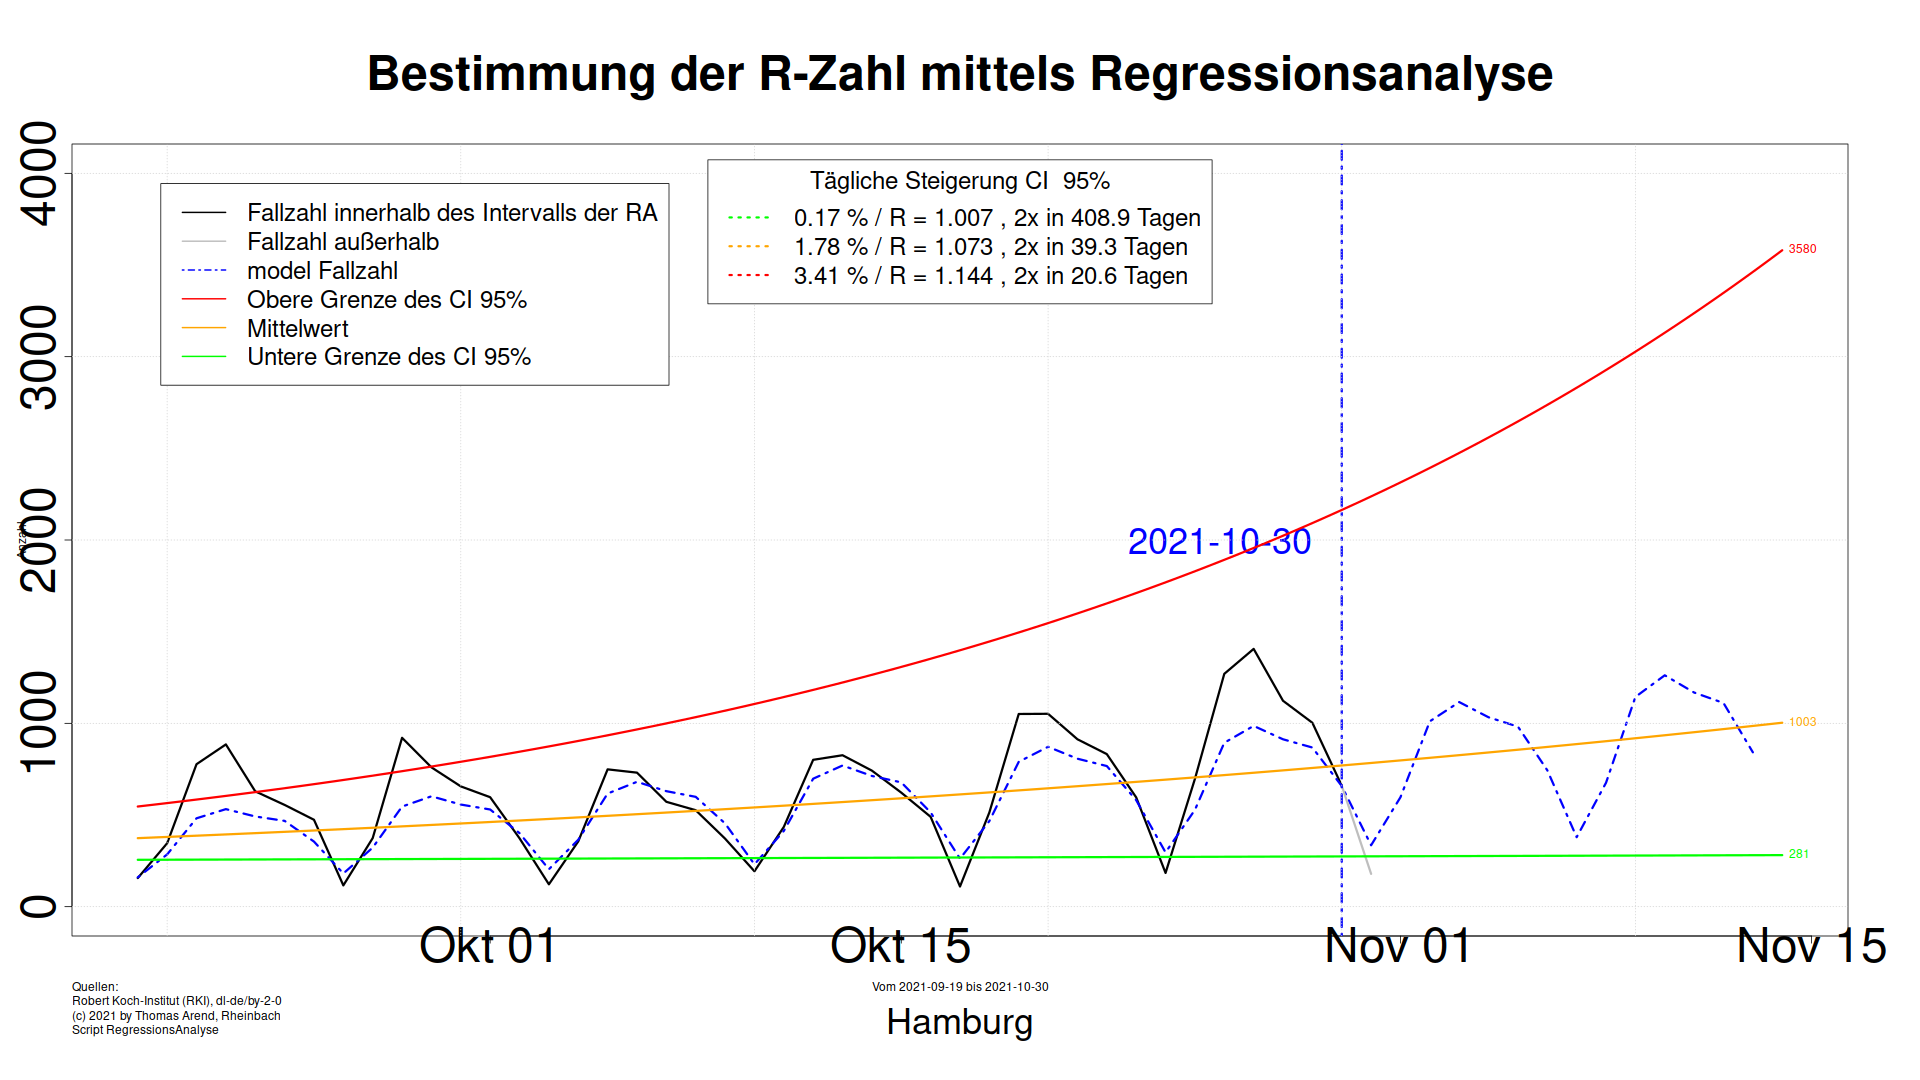 Bestimmung der R-Zahl mittels Regressionsanalyse
4000
3000
2000
1000
0
Anzahl
Fallzahl innerhalb des Intervalls der RA
Fallzahl außerhalb
model Fallzahl
Obere Grenze des CI 95%
Mittelwert
Untere Grenze des CI 95%
Tägliche Steigerung CI  95%
0.17 % / R = 1.007 , 2x in 408.9 Tagen
1.78 % / R = 1.073 , 2x in 39.3 Tagen
3.41 % / R = 1.144 , 2x in 20.6 Tagen
3580
2021-10-30
1003
281
Okt 01
Okt 15
Nov 01
Nov 15
Quellen:
Robert Koch-Institut (RKI), dl-de/by-2-0
(c) 2021 by Thomas Arend, Rheinbach
Script RegressionsAnalyse
Vom 2021-09-19 bis 2021-10-30
Hamburg